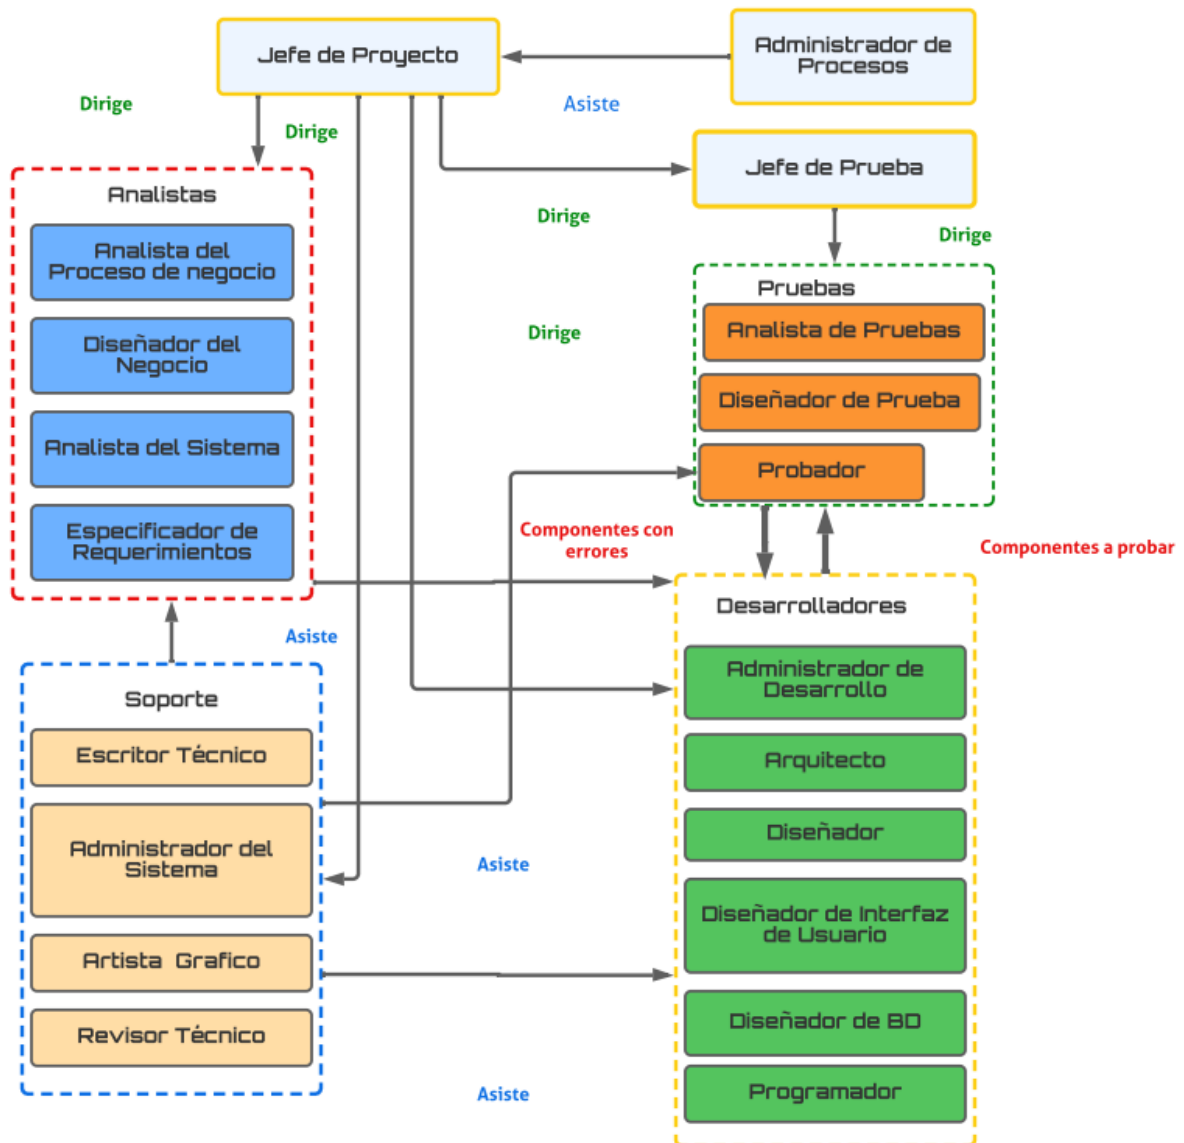 Jefe de Proyecto
Administrador de
Procesos
Dirige
Asiste
Dirige
Jefe de Prueba
Analistas
Dirige
Dirige
Analista del
Proceso de negocio
Pruebas
Diseñador del
Negocio
Dirige
Analista de Pruebas
Diseñador de Prueba
Analista del Sistema
Probador
Especificador de
Requerimientos
Componentes con
errores
Componentes a probar
Desarrolladores
Asiste
Soporte
Administrador de
Desarrollo
Escritor Técnico
Arquitecto
Administrador del
Sistema
Diseñador
Asiste
Diseñador de Interfaz
de Usuario
Artista Grafico
Diseñador de BD
Revisor Técnico
Asiste
Programador